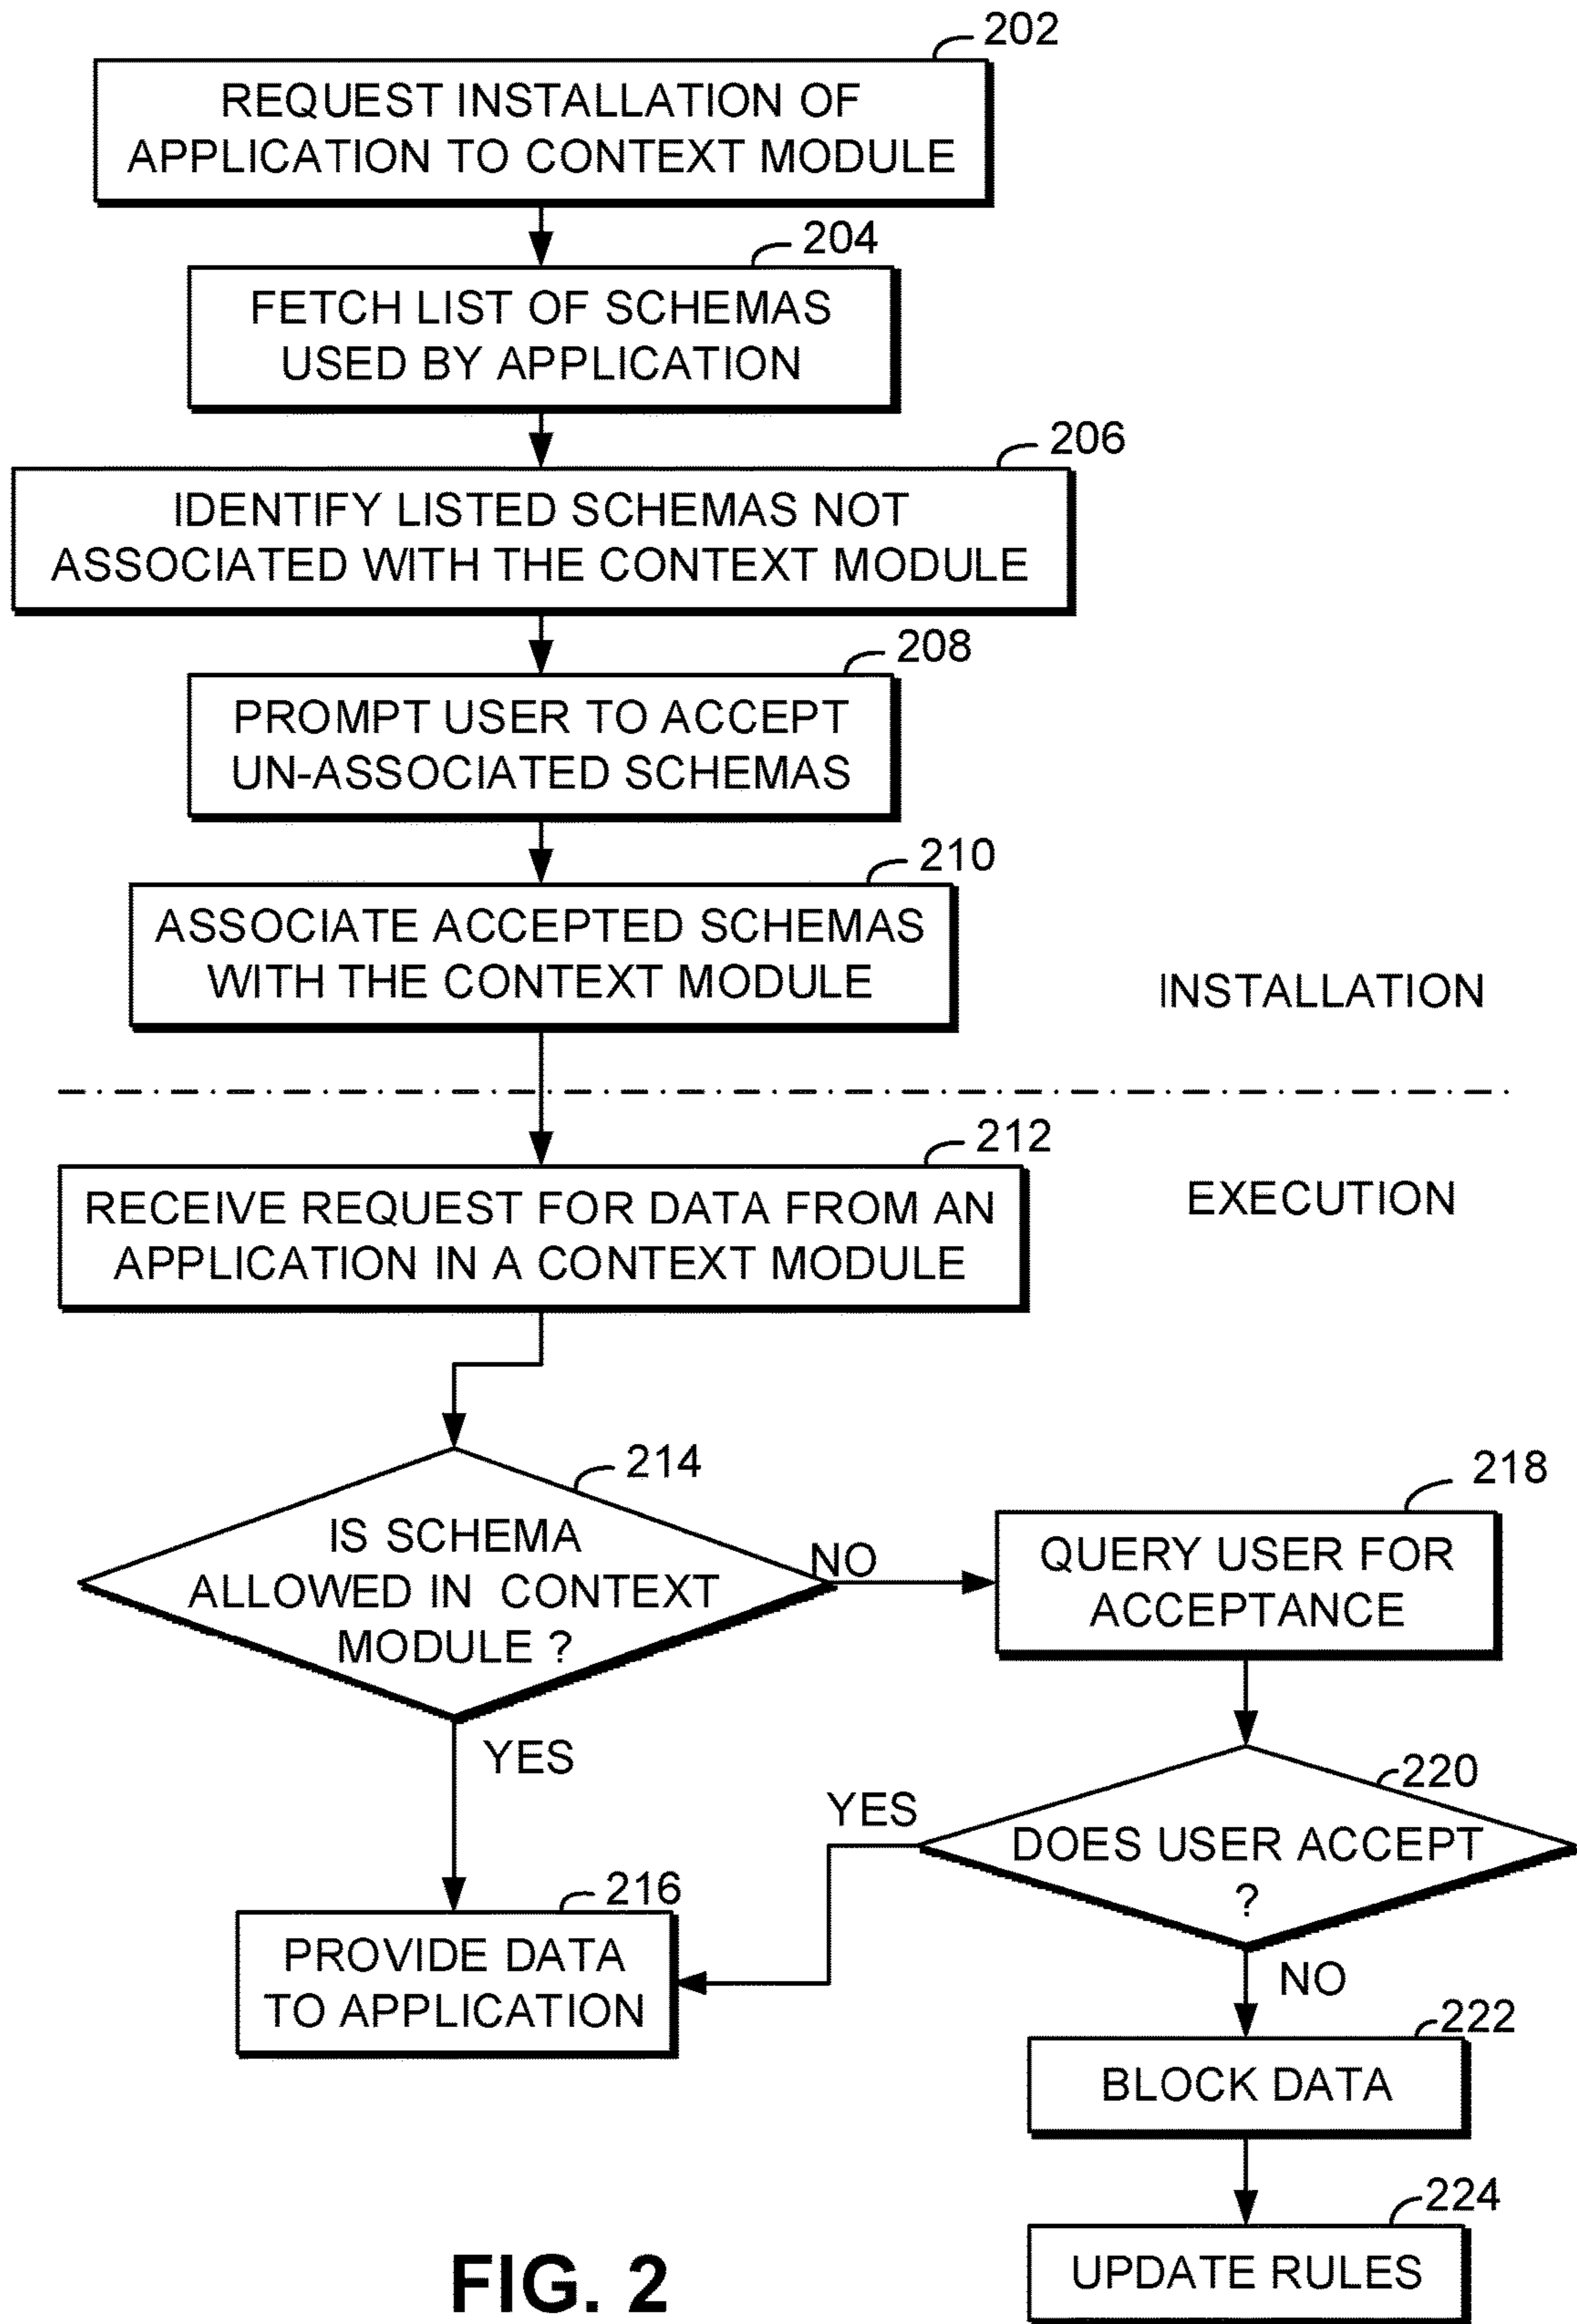 202
REQUEST INSTALLATION OF
APPLICATION TO CONTEXT MODULE
204
FETCH LIST OF SCHEMAS
USED BY APPLICATION
206
IDENTIFY LISTED SCHEMAS NOT
ASSOCIATED WITH THE CONTEXT MODULE
208
PROMPT USER TO ACCEPT
UN-ASSOCIATED SCHEMAS
210
ASSOCIATE ACCEPTED SCHEMAS
WITH THE CONTEXT MODULE
INSTALLATION
212
EXECUTION
RECEIVE REQUEST FOR DATA FROM AN
APPLICATION IN A CONTEXT MODULE
214
IS SCHEMA
ALLOWED IN CONTEXT
MODULE ?
NO
YES
218
QUERY USER FOR
ACCEPTANCE
220
DOES USER ACCEPT
?
YES
NO
216
PROVIDE DATA
TO APPLICATION
222
BLOCK DATA
224
UPDATE RULES
FIG. 2